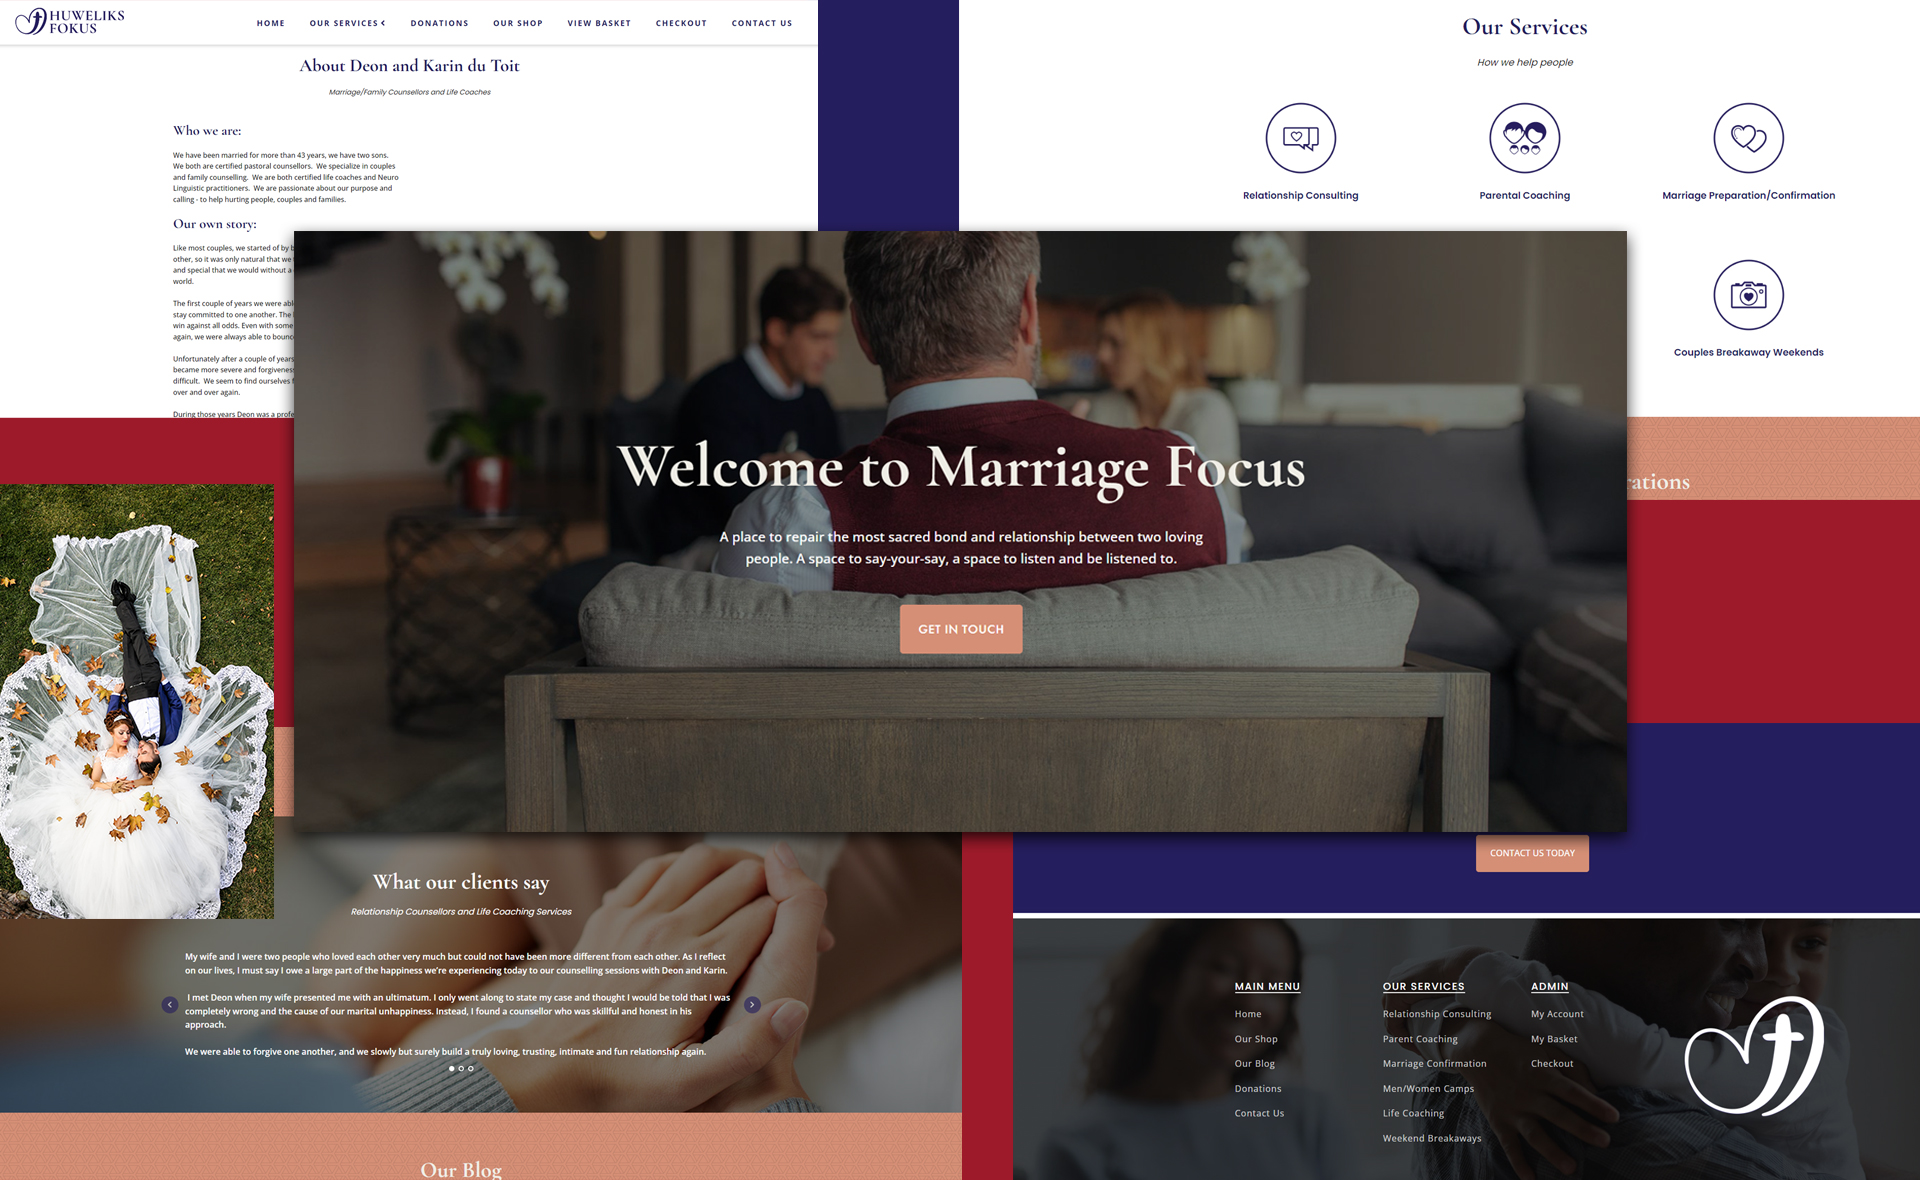 HUWELIKS
FOKUS
HOME OUR SERVICES DONATIONS OUR SHOP VIEW BASKET CHECKOUT CONTACT US
About Deon and Karin du Toit
Marriage/Family Counsellors and Life Coaches
Who we are:
We have been married for more than 43 years, we have two sons.
We both are certified pastoral counsellors. We specialize in couples
and family counselling. We are both certified life coaches and Neuro
Linguistic practitioners. We are passionate about our purpose and
calling - to help hurting people, couples and families.
Our own story:
Like most couples, we started of by
other, so it was only natural that we
and special that we would without a
world.
The first couple of years we were
stay committed to one another. The
win against all odds. Even with some
again, we were always able to
Unfortunately after a couple of years
became more severe and
difficult. We seem to find ourselves
over and over again.
During those years Deon was a
Our Services
How we help people
Relationship Consulting
Parental Coaching
Marriage Preparation/Confirmation
Couples Breakaway Weekends
Welcome to Marriage Focus
A place to repair the most sacred bond and relationship between two loving
people. A space to say-your-say, a space to listen and be listened to.
GET IN TOUCH
rations
CONTACT US TODAY
What our clients say
Relationship Counsellors and Life Coaching Services
My wife and I were two people who loved each other very much but could not have been more different from each other. As I reflect
on our lives, I must say I owe a large part of the happiness we're experiencing today to our counselling sessions with Deon and Karin.
I met Deon when my wife presented me with an ultimatum. I only went along to state my case and thought I would be told that I was
completely wrong and the cause of our marital unhappiness. Instead, I found a counsellor who was skillful and honest in his
approach.
We were able to forgive one another, and we slowly but surely build a truly loving, trusting, intimate and fun relationship again.
Our Blog
MAIN MENU
Home
Our Shop
Our Blog
Donations
Contact Us
OUR SERVICES
Relationship Consulting
Parent Coaching
Marriage Confirmation
Men/Women Camps
Life Coaching
Weekend Breakaways
ADMIN
My Account
My Basket
Checkout